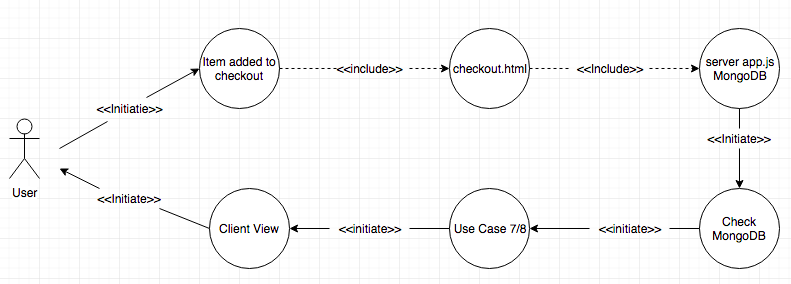 Item added to
checkout
<<include>>
checkout.html
<<Include>>
server app.js
MongoDB
<<Initiatie>>
<<Initiate>>
User
<<Initiate>>
Client View
<<initiate>>
Use Case 7/8
<<initiate>>
Check
MongoDB